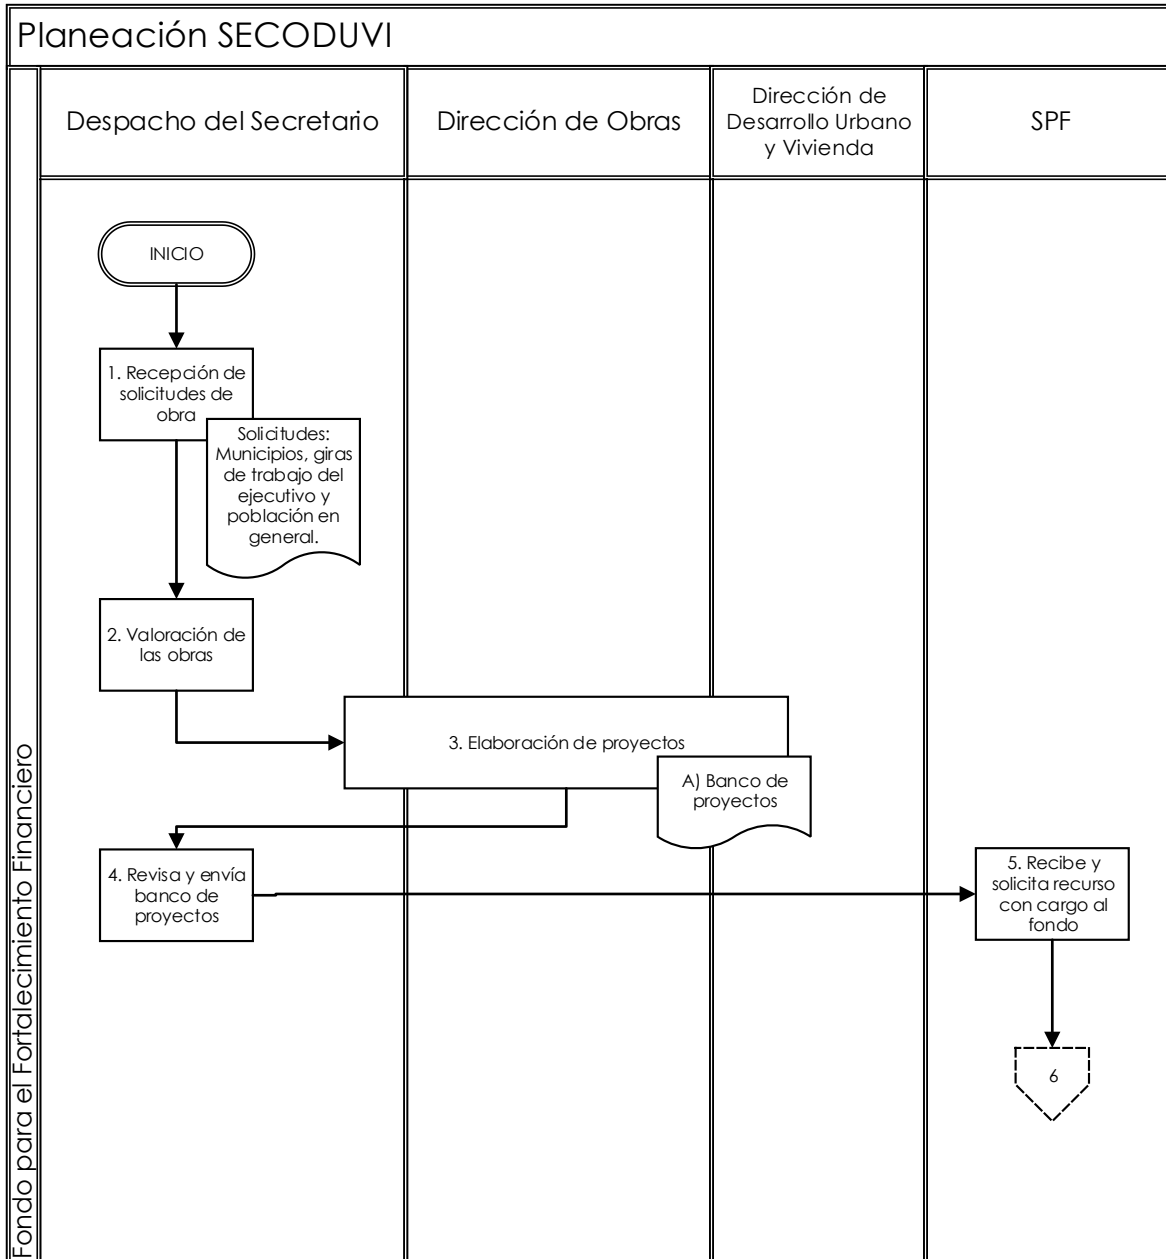 Planeación SECODUVI
Fondo para el Fortalecimiento Financiero
Despacho del Secretario
Dirección de Obras
Dirección de
Desarrollo Urbano
y Vivienda
SPF
INICIO
1. Recepción de
solicitudes de
obra
Solicitudes:
Municipios, giras
de trabajo del
ejecutivo y
población en
general.
2. Valoración de
las obras
3. Elaboración de proyectos
A) Banco de
proyectos
4. Revisa y envía
banco de
proyectos
5. Recibe y
solicita recurso
con cargo al
fondo
6